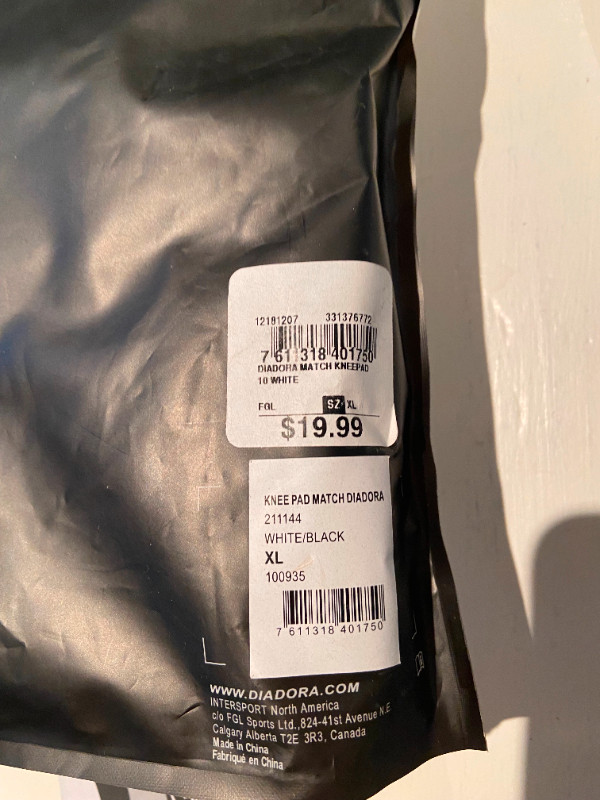 12181207 331376772
7 611318 401750
DIADORA MATCH KNEEPAD
10 WHITE
FGL SZ XL
$19.99
KNEE PAD MATCH DIADORA
211144
WHITE/BLACK
XL
100935
7 611318 401750
WWW.DIADORA.COM
INTERSPORT North America
c/o FGL Sports Ltd.,824-41st Avenue N.E.
Calgary Alberta T2E 3R3, Canada
Made in China
Fabriqué en China